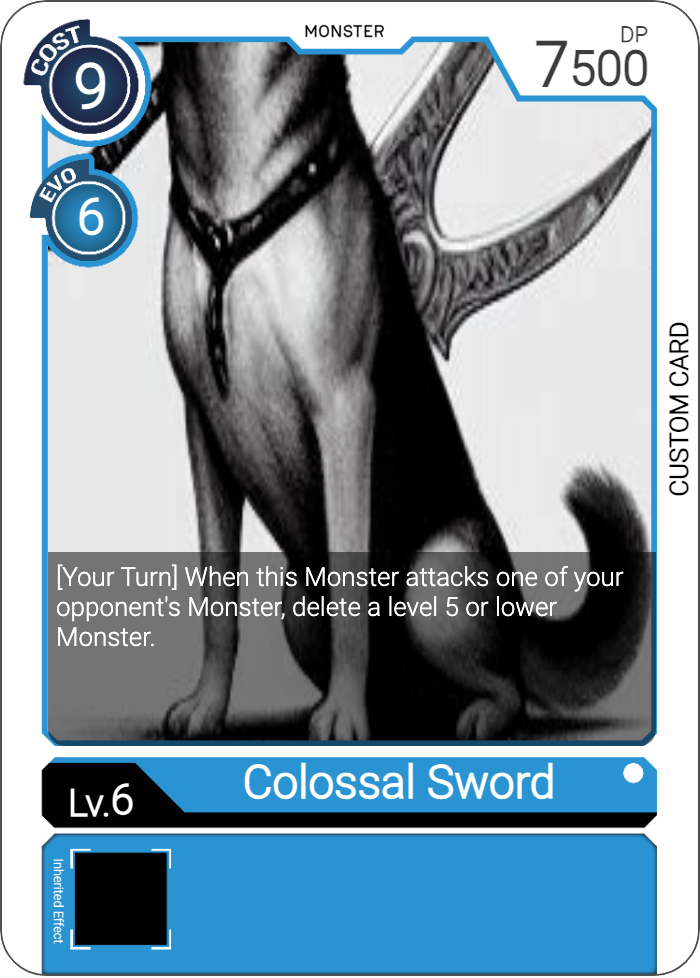 MONSTER
COST
9
DP
7500
EVO
6
CUSTOM CARD
[Your Turn] When this Monster attacks one of your
opponent's Monster, delete a level 5 or lower
Monster.
Colossal Sword
Lv.6
Inherited Effect